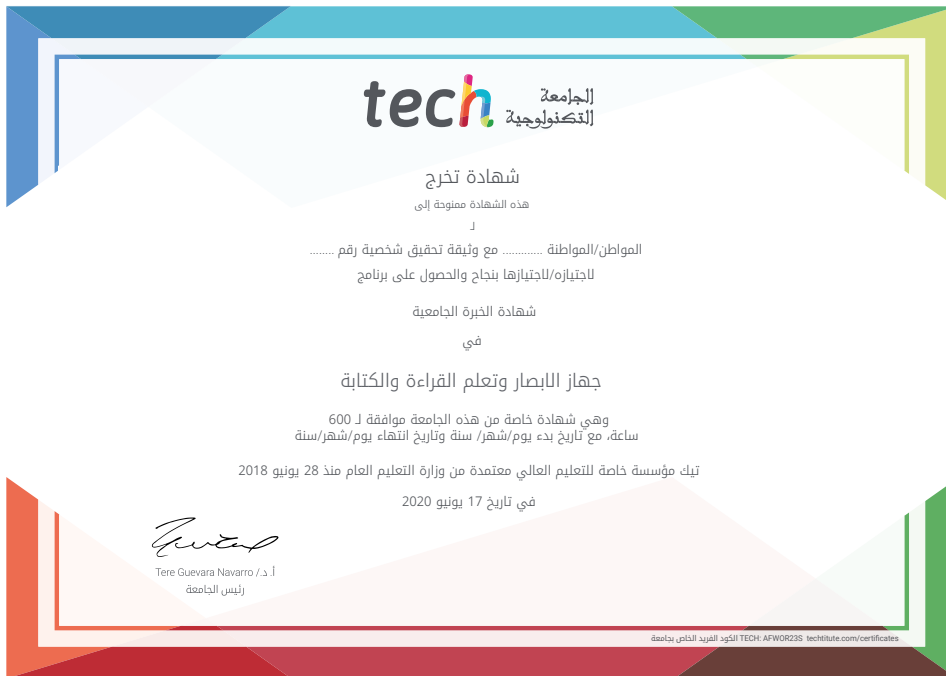 tech الجامعة
التكنولوجية
شهادة تخرج
هذه الشهادة ممنوحة إلى
لـ
المواطن/المواطنة ............. مع وثيقة تحقيق شخصية رقم ........
لاجتيازه/لاجتيازها بنجاح والحصول على برنامج
شهادة الخبرة الجامعية
في
جهاز الابصار وتعلم القراءة والكتابة
وهي شهادة خاصة من هذه الجامعة موافقة لـ 600
ساعة، مع تاريخ بدء يوم/شهر/ سنة وتاريخ انتهاء يوم/شهر/سنة
تيك مؤسسة خاصة للتعليم العالي معتمدة من وزارة التعليم العام منذ 28 يونيو 2018
في تاريخ 17 يونيو 2020
أ. د./ Tere Guevara Navarro
رئيس الجامعة
الكود الفريد الخاص بجامعة TECH: AFWOR23S techtitute.com/certificates